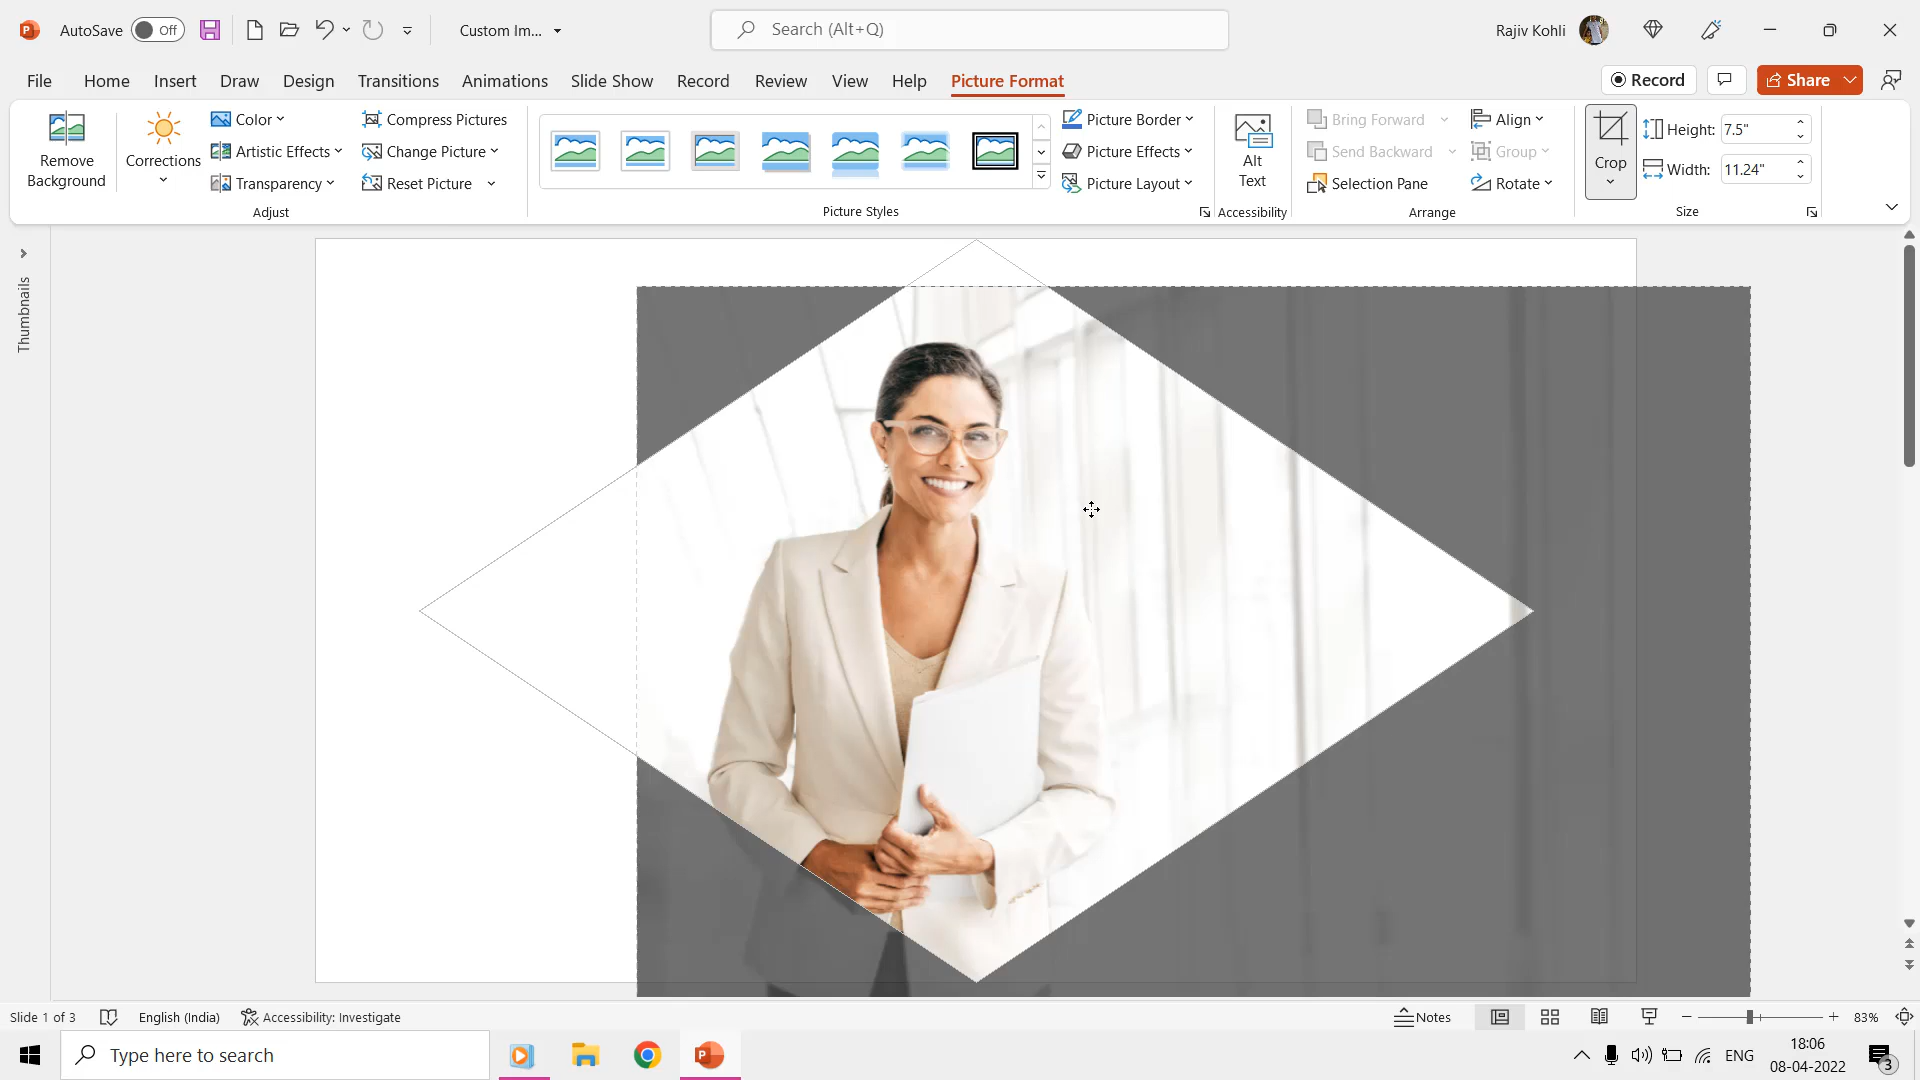 AutoSave Off Custom Im... Search (Alt+Q) Rajiv Kohli
File Home Insert Draw Design Transitions Animations Slide Show Record Review View Help Picture Format Record Share
Remove Background
Corrections
Color
Artistic Effects
Transparency
Compress Pictures
Change Picture
Reset Picture
Adjust
Picture Styles
Picture Border
Picture Effects
Picture Layout
Alt Text
Accessibility
Bring Forward
Send Backward
Selection Pane
Align
Group
Rotate
Arrange
Crop
Height: 7.5"
Width: 11.24"
Size
Thumbnails
Slide 1 of 3 English (India) Accessibility: Investigate Notes 83%
Type here to search ENG
18:06
08-04-2022
3